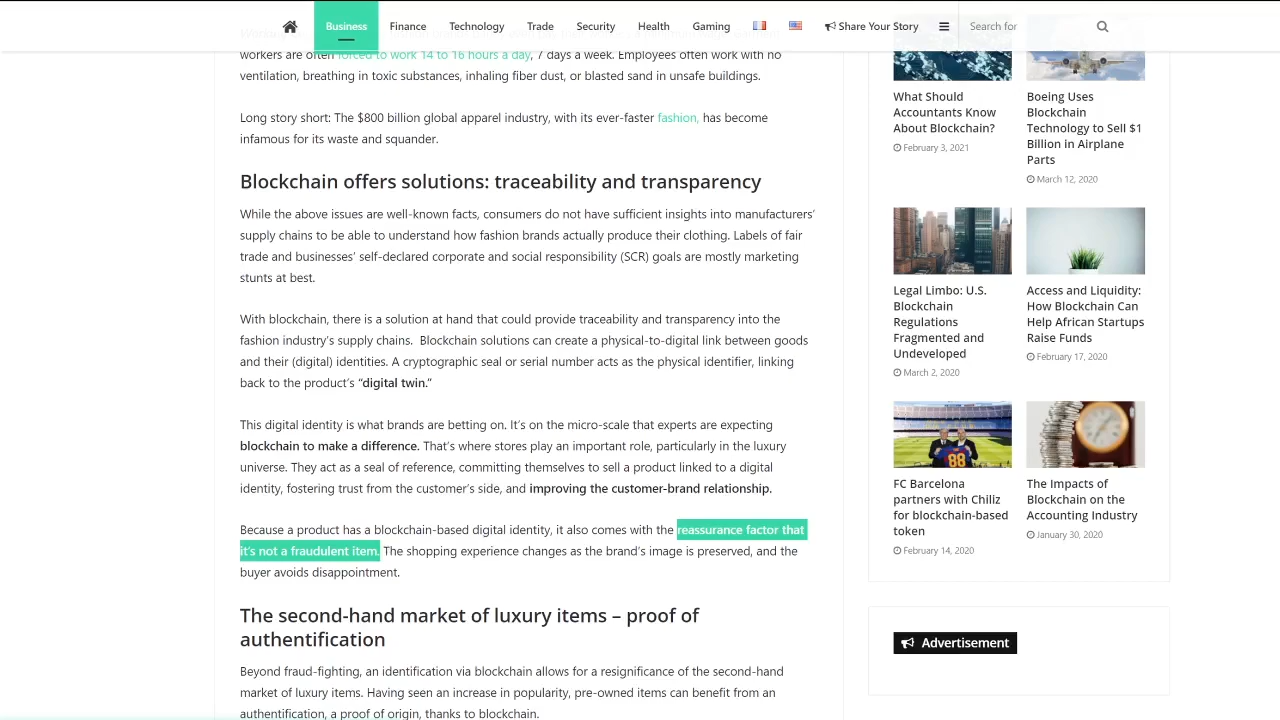 Business Finance Technology Trade Security Health Gaming Share Your Story Search for
workers are often forced to work 14 to 16 hours a day, 7 days a week. Employees often work with no
ventilation, breathing in toxic substances, inhaling fiber dust, or blasted sand in unsafe buildings.
Long story short: The $800 billion global apparel industry, with its ever-faster fashion, has become
infamous for its waste and squander.
Blockchain offers solutions: traceability and transparency
While the above issues are well-known facts, consumers do not have sufficient insights into manufacturers’
supply chains to be able to understand how fashion brands actually produce their clothing. Labels of fair
trade and businesses’ self-declared corporate and social responsibility (SCR) goals are mostly marketing
stunts at best.
With blockchain, there is a solution at hand that could provide traceability and transparency into the
fashion industry’s supply chains. Blockchain solutions can create a physical-to-digital link between goods
and their (digital) identities. A cryptographic seal or serial number acts as the physical identifier, linking
back to the product’s “digital twin.”
This digital identity is what brands are betting on. It’s on the micro-scale that experts are expecting
blockchain to make a difference. That’s where stores play an important role, particularly in the luxury
universe. They act as a seal of reference, committing themselves to sell a product linked to a digital
identity, fostering trust from the customer’s side, and improving the customer-brand relationship.
Because a product has a blockchain-based digital identity, it also comes with the reassurance factor that
it’s not a fraudulent item. The shopping experience changes as the brand’s image is preserved, and the
buyer avoids disappointment.
The second-hand market of luxury items – proof of
authentification
Beyond fraud-fighting, an identification via blockchain allows for a resignificance of the second-hand
market of luxury items. Having seen an increase in popularity, pre-owned items can benefit from an
authentification, a proof of origin, thanks to blockchain.
What Should
Accountants Know
About Blockchain?
February 3, 2021
Boeing Uses
Blockchain
Technology to Sell $1
Billion in Airplane
Parts
March 12, 2020
Legal Limbo: U.S.
Blockchain
Regulations
Fragmented and
Undeveloped
March 2, 2020
Access and Liquidity:
How Blockchain Can
Help African Startups
Raise Funds
February 17, 2020
88
FC Barcelona
partners with Chiliz
for blockchain-based
token
February 14, 2020
The Impacts of
Blockchain on the
Accounting Industry
January 30, 2020
Advertisement